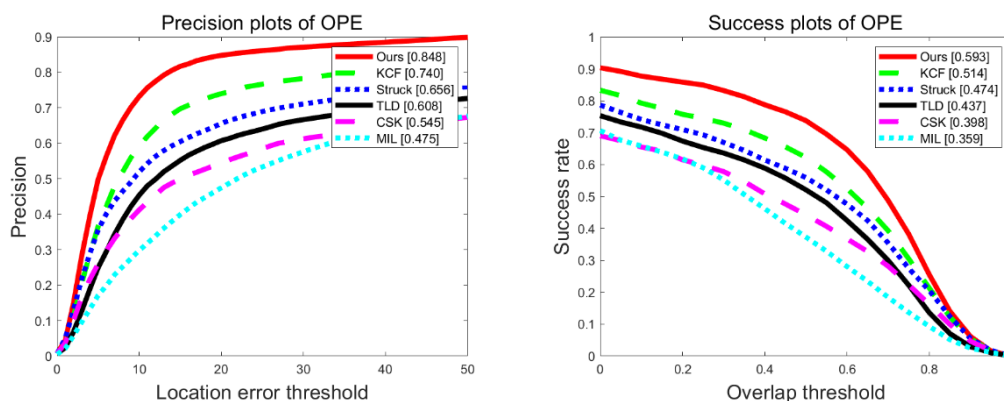 Precision plots of OPE
0.9
0.8
0.7
0.6
0.5
0.4
0.3
0.2
0.1
0
Precision
Ours [0.848]
KCF [0.740]
Struck [0.656]
TLD [0.608]
CSK [0.545]
MIL [0.475]
0 10 20 30 40 50
Location error threshold
Success plots of OPE
1
0.9
0.8
0.7
0.6
0.5
0.4
0.3
0.2
0.1
0
Success rate
Ours [0.593]
KCF [0.514]
Struck [0.474]
TLD [0.437]
CSK [0.398]
MIL [0.359]
0 0.2 0.4 0.6 0.8
Overlap threshold